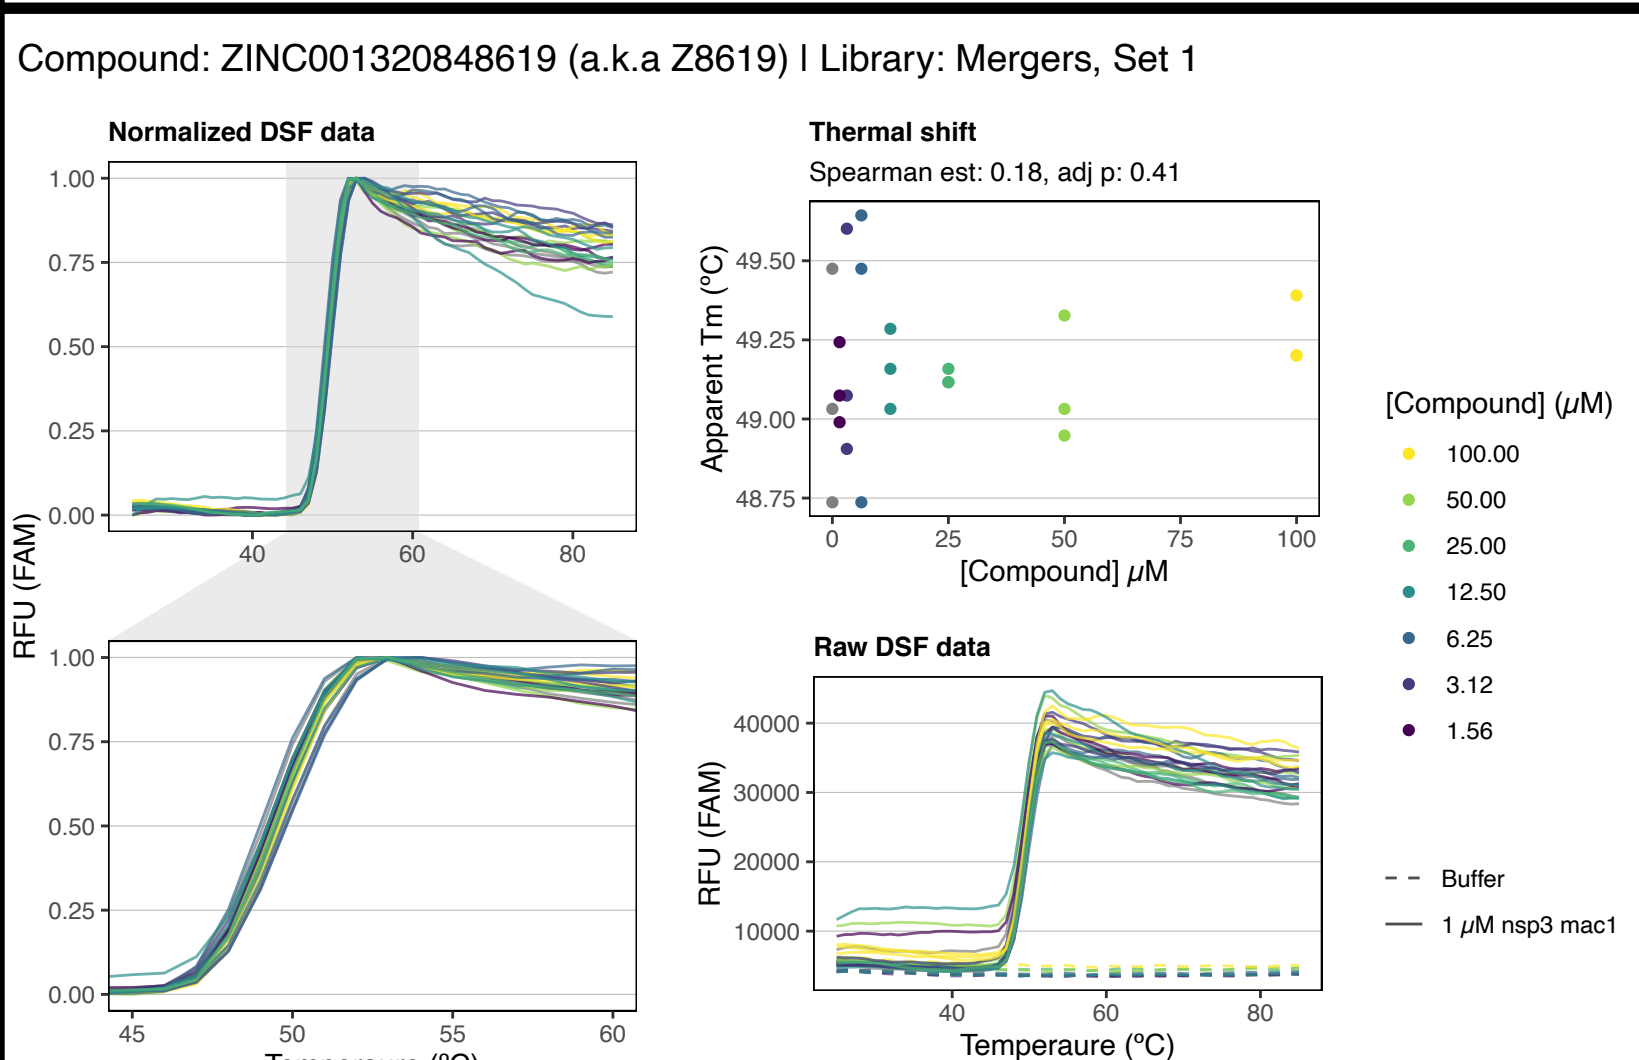 Compound: ZINC001320848619 (a.k.a Z8619) | Library: Mergers, Set 1
Normalized DSF data
1.00
0.75
0.50
0.25
0.00
40
60
80
RFU (FAM)
1.00
0.75
0.50
0.25
0.00
45
50
55
60
Temperaure (ºC)
Thermal shift
Spearman est: 0.18, adj p: 0.41
Apparent Tm (ºC)
49.50
49.25
49.00
48.75
0
25
50
75
100
[Compound] µM
Raw DSF data
RFU (FAM)
40000
30000
20000
10000
40
60
80
Temperaure (ºC)
[Compound] (µM)
100.00
50.00
25.00
12.50
6.25
3.12
1.56
Buffer
1 µM nsp3 mac1